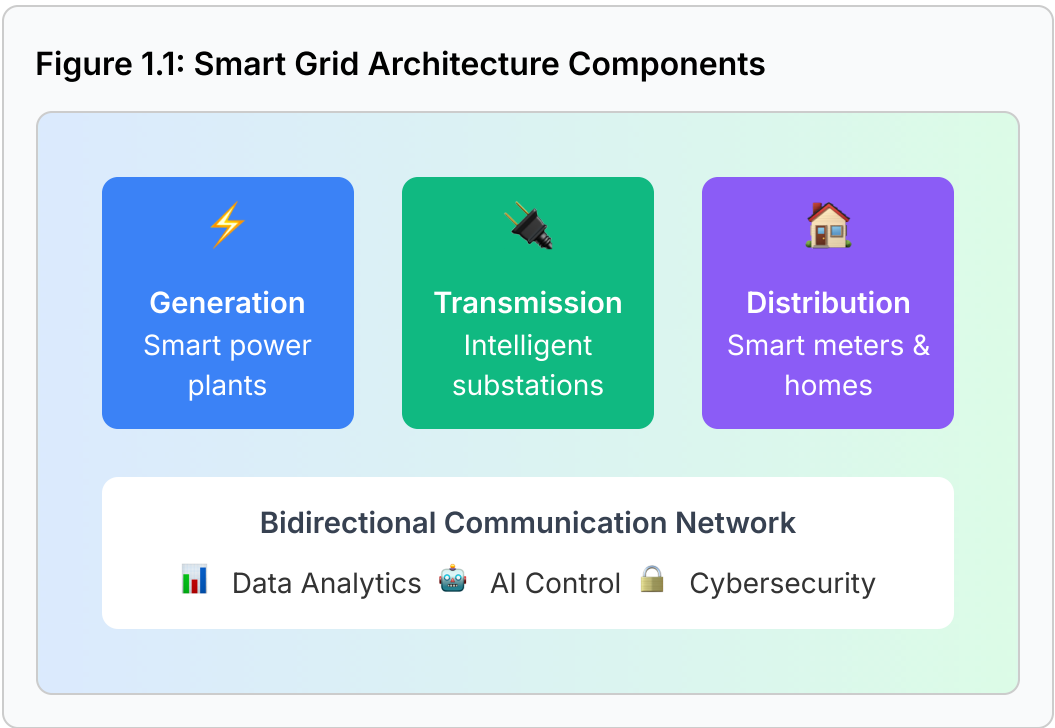 Figure 1.1: Smart Grid Architecture Components
Generation
Smart power
plants
Transmission
Intelligent
substations
Distribution
Smart meters &
homes
Bidirectional Communication Network
Data Analytics AI Control Cybersecurity